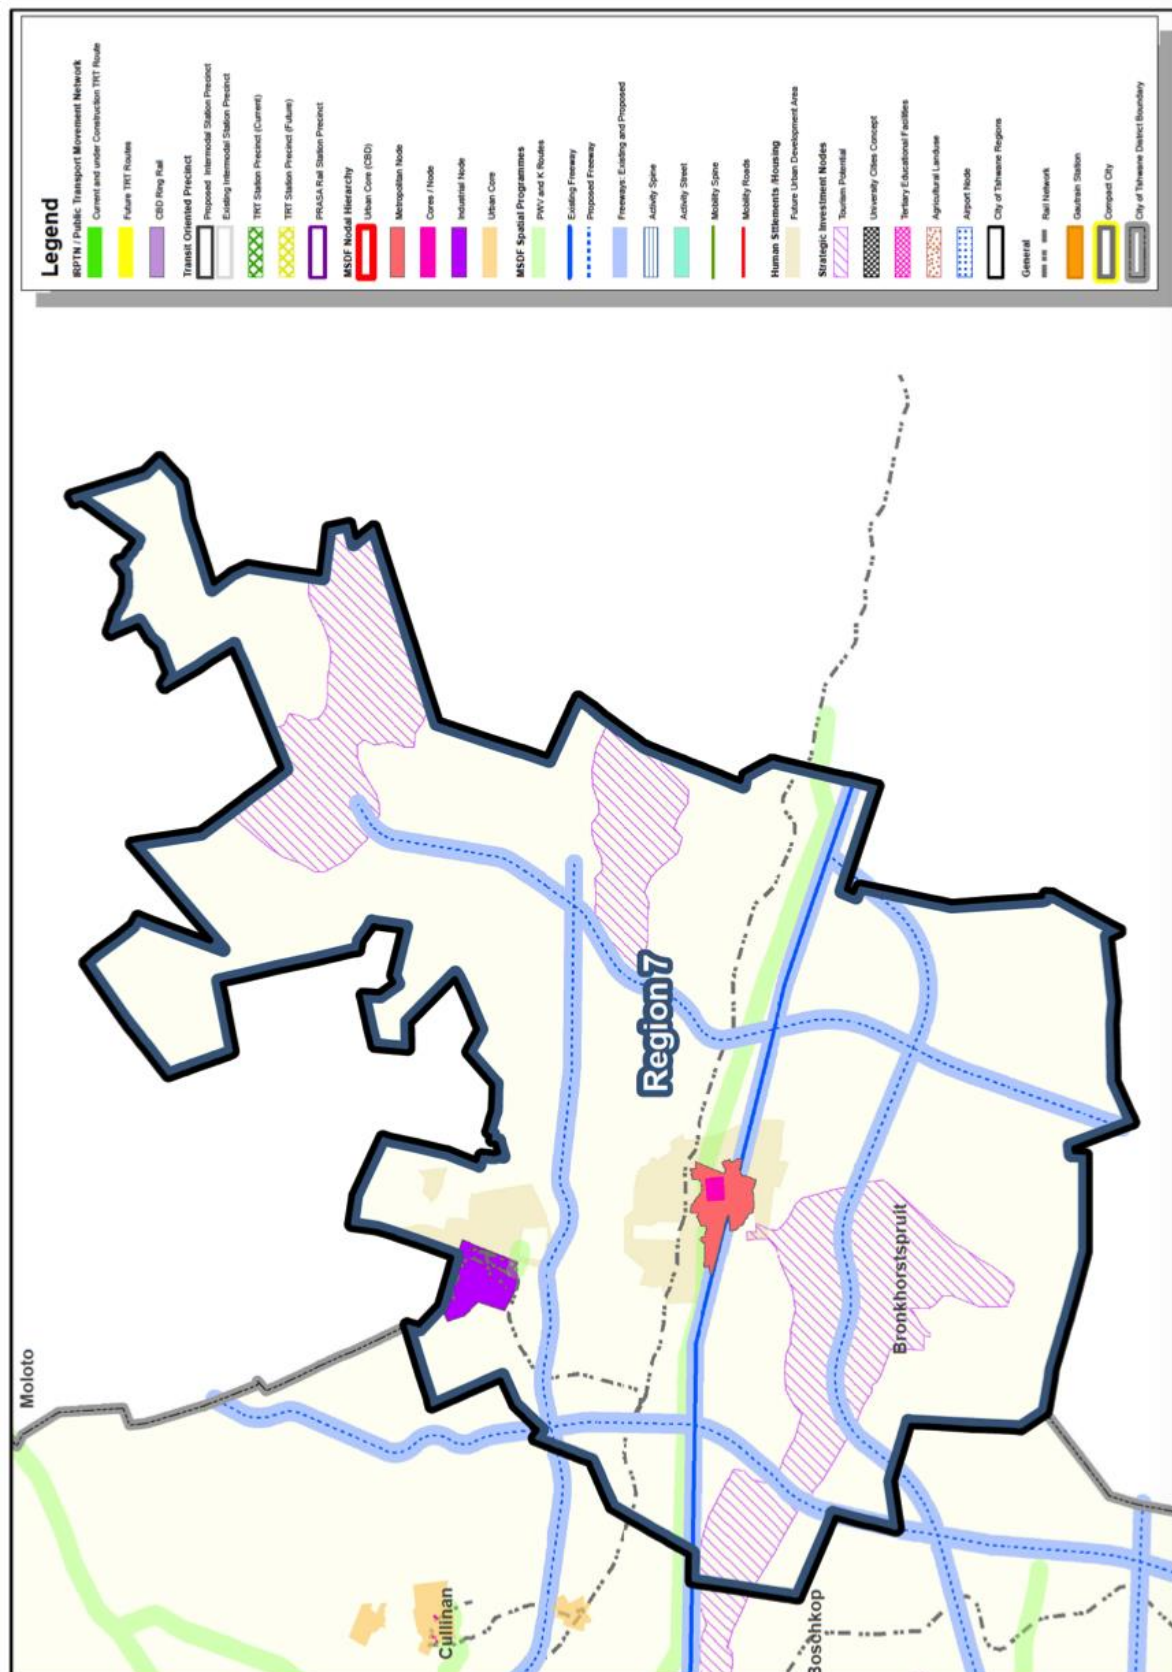 Legend
IRPTN / Public Transport Movement Network
Current and under Construction TRT Route
Future TRT Routes
CBD Ring Rail
Transit Oriented Precinct
Proposed Intermodal Station Precinct
Existing Intermodal Station Precinct
TRT Station Precinct (Current)
TRT Station Precinct (Future)
PRASA Rail Station Precinct
MSDF Nodal Hierarchy
Urban Core (CBD)
Metropolitan Node
Cores / Node
Industrial Node
Urban Core
MSDF Spatial Programmes
PWV and K Routes
Existing Freeway
Proposed Freeway
Freeways: Existing and Proposed
Activity Spine
Activity Street
Mobility Spine
Mobility Roads
Human Sttlements /Housing
Future Urban Development Area
Strategic Investment Nodes
Tourism Potential
University Cities Concept
Tertiary Educational Facilities
Agricultural Landuse
Airport Node
City of Tshwane Regions
General
Rail Network
Gautrain Station
Compact City
City of Tshwane District Boundary
Moloto
Cullinan
Region 7
Boschkop
Bronkhorstspruit